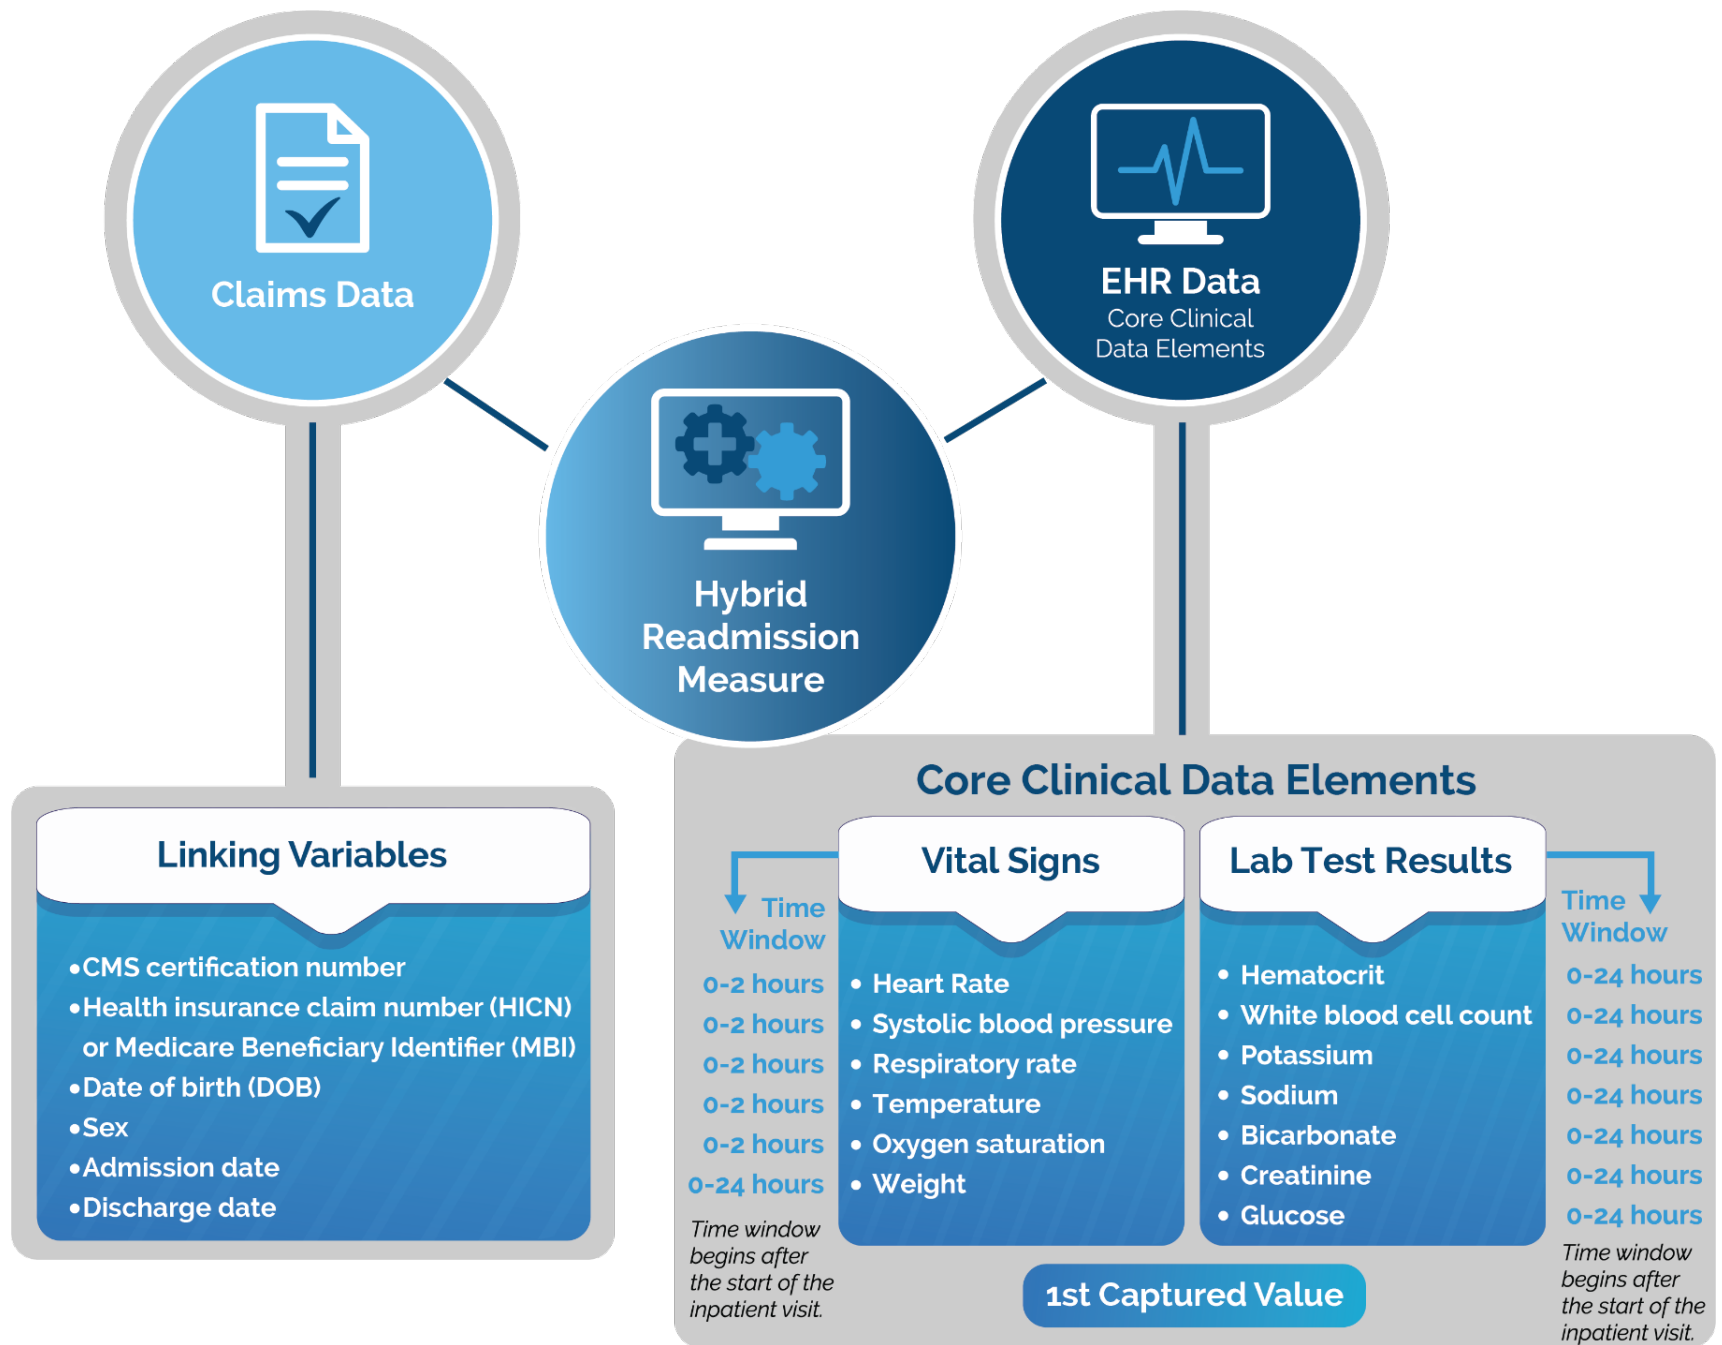 Claims Data
EHR Data
Core Clinical
Data Elements
Hybrid
Readmission
Measure
Linking Variables
•CMS certification number
•Health insurance claim number (HICN)
or Medicare Beneficiary Identifier (MBI)
•Date of birth (DOB)
•Sex
•Admission date
•Discharge date
Core Clinical Data Elements
Vital Signs
Time
Window
0-2 hours • Heart Rate
0-2 hours • Systolic blood pressure
0-2 hours • Respiratory rate
0-2 hours • Temperature
0-2 hours • Oxygen saturation
0-24 hours • Weight
Time window
begins after
the start of the
inpatient visit.
Lab Test Results
Time
Window
• Hematocrit 0-24 hours
• White blood cell count 0-24 hours
• Potassium 0-24 hours
• Sodium 0-24 hours
• Bicarbonate 0-24 hours
• Creatinine 0-24 hours
• Glucose 0-24 hours
Time window
begins after
the start of the
inpatient visit.
1st Captured Value